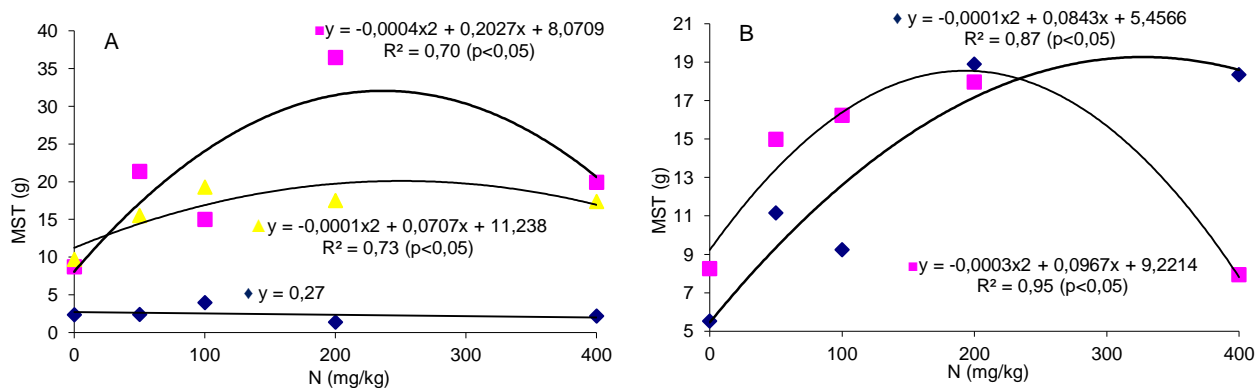 A
y = -0,0004x2 + 0,2027x + 8,0709
R² = 0,70 (p<0,05)
40
35
30
25
20
15
10
5
0
MST (g)
y = -0,0001x2 + 0,0707x + 11,238
R² = 0,73 (p<0,05)
y = 0,27
0 100 200 300 400
N (mg/kg)
B
y = -0,0001x2 + 0,0843x + 5,4566
R² = 0,87 (p<0,05)
21
19
17
15
13
11
9
7
5
MST (g)
y = -0,0003x2 + 0,0967x + 9,2214
R² = 0,95 (p<0,05)
0 100 200 300 400
N (mg/kg)